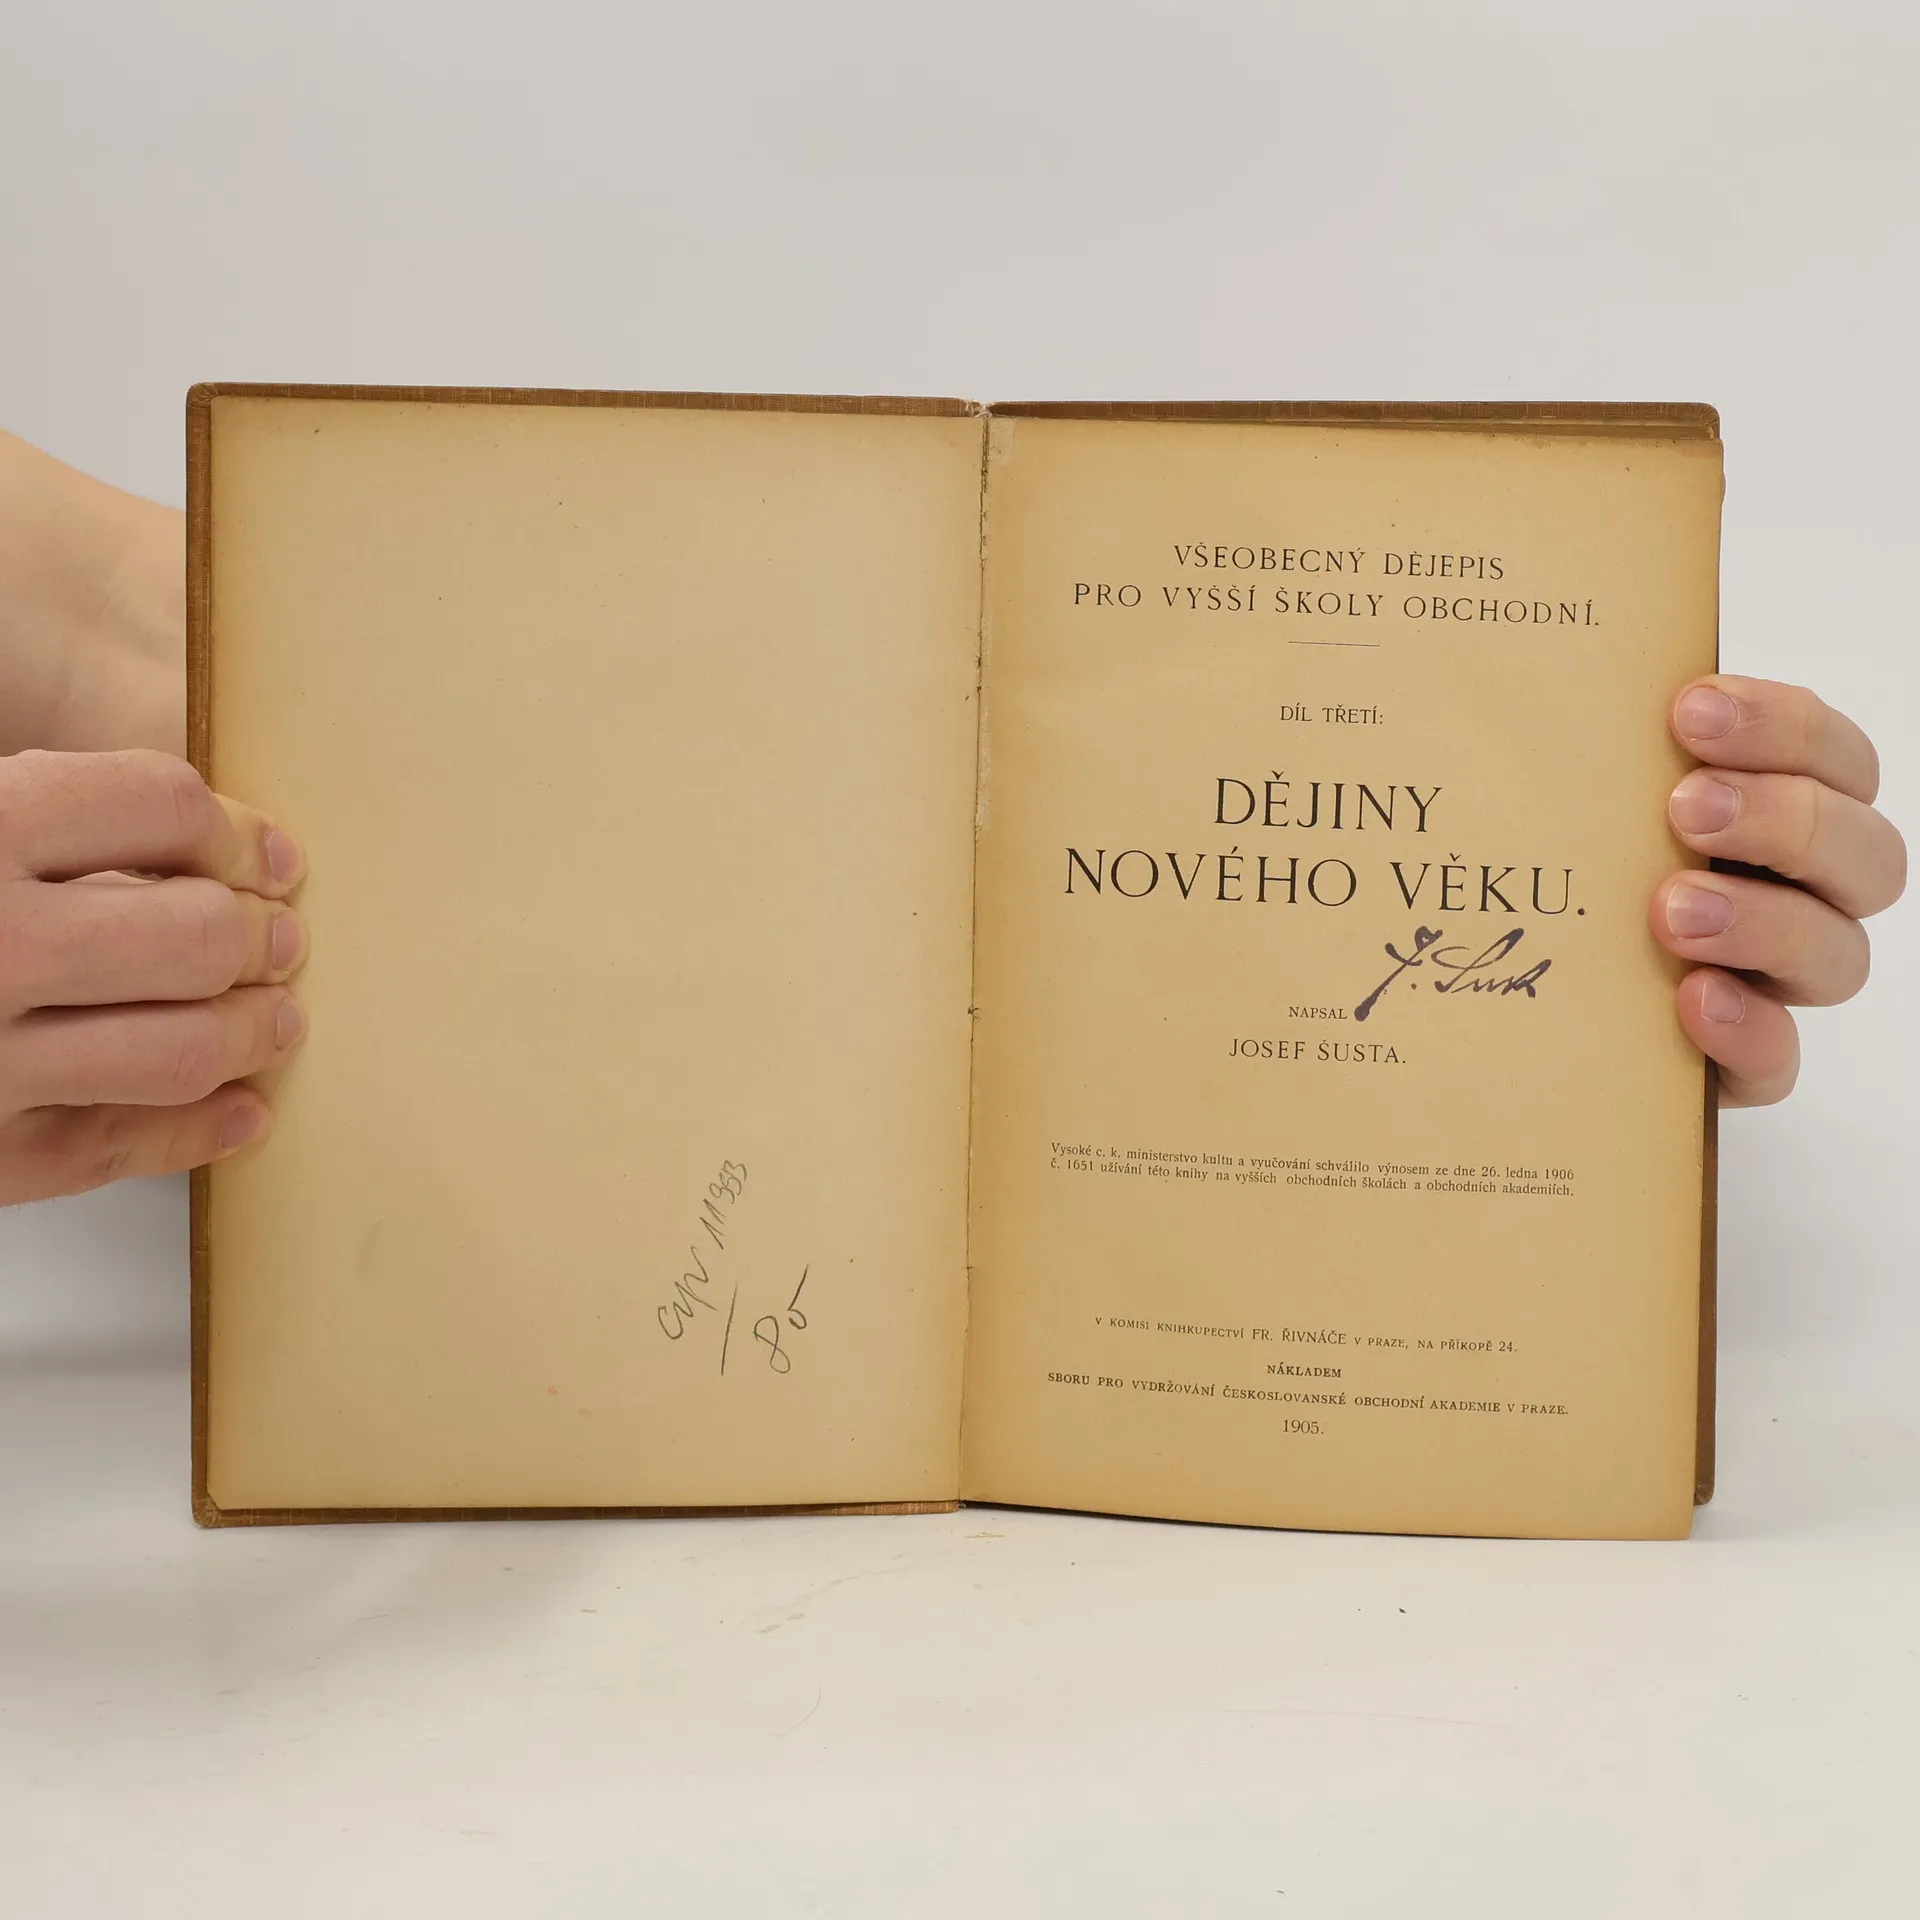 VŠEOBECNÝ DĚJEPIS
PRO VYŠŠÍ ŠKOLY OBCHODNÍ.
DÍL TŘETÍ:
DĚJINY
NOVÉHO VĚKU.
NAPSAL
JOSEF ŠUSTA.
Vysoké c. k. ministerstvo kultu a vyučování schválilo výnosem ze dne 26. ledna 1906
č. 1651 užívání této knihy na vyšších obchodních školách a obchodních akademiích.
V KOMISI KNIHKUPECTVÍ FR. ŘIVNÁČE V PRAZE, NA PŘÍKOPĚ 24.
NÁKLADEM
SBORU PRO VYDRŽOVÁNÍ ČESKOSLOVANSKÉ OBCHODNÍ AKADEMIE V PRAZE.
1905.